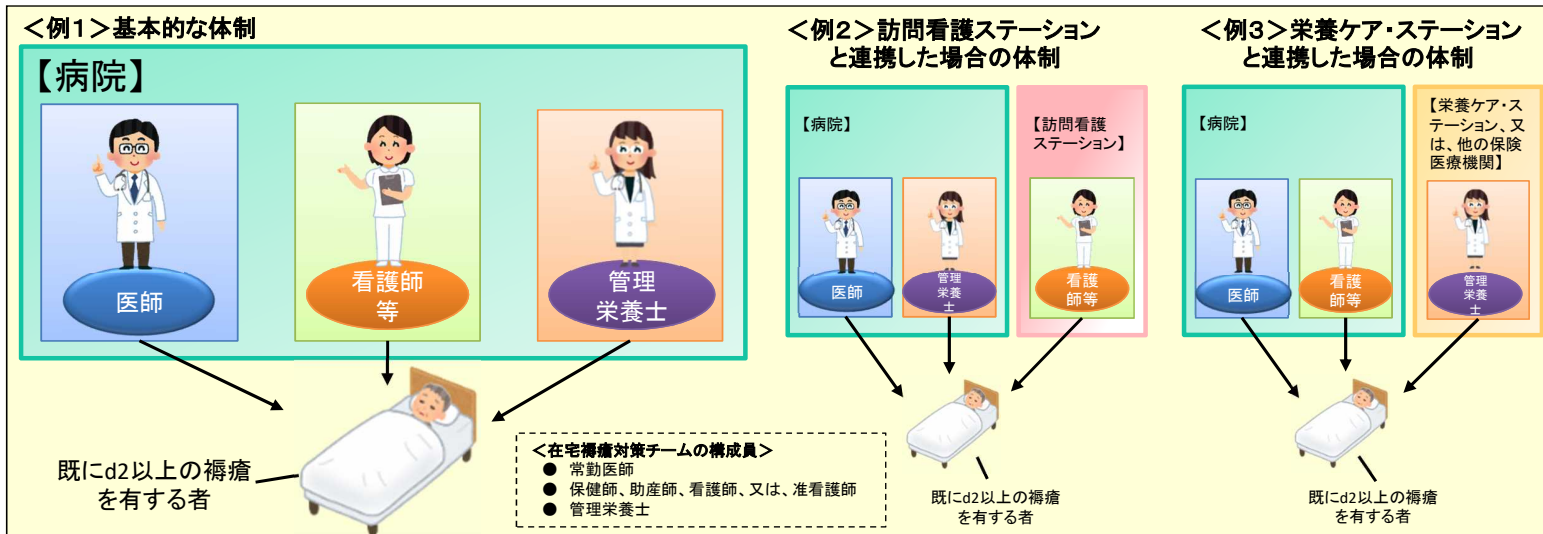 ＜例１＞基本的な体制
【病院】
医師
看護師
等
管理
栄養士
既にd2以上の褥瘡
を有する者
＜在宅褥瘡対策チームの構成員＞
● 常勤医師
● 保健師、助産師、看護師、又は、准看護師
● 管理栄養士
＜例２＞訪問看護ステーション
と連携した場合の体制
【病院】
【訪問看護
ステーション】
医師
管理
栄養
士
看護
師等
既にd2以上の褥瘡
を有する者
＜例３＞栄養ケア・ステーション
と連携した場合の体制
【病院】
【栄養ケア・ス
テーション、又
は、他の保険
医療機関】
医師
看護
師等
管理
栄養
士
既にd2以上の褥瘡
を有する者